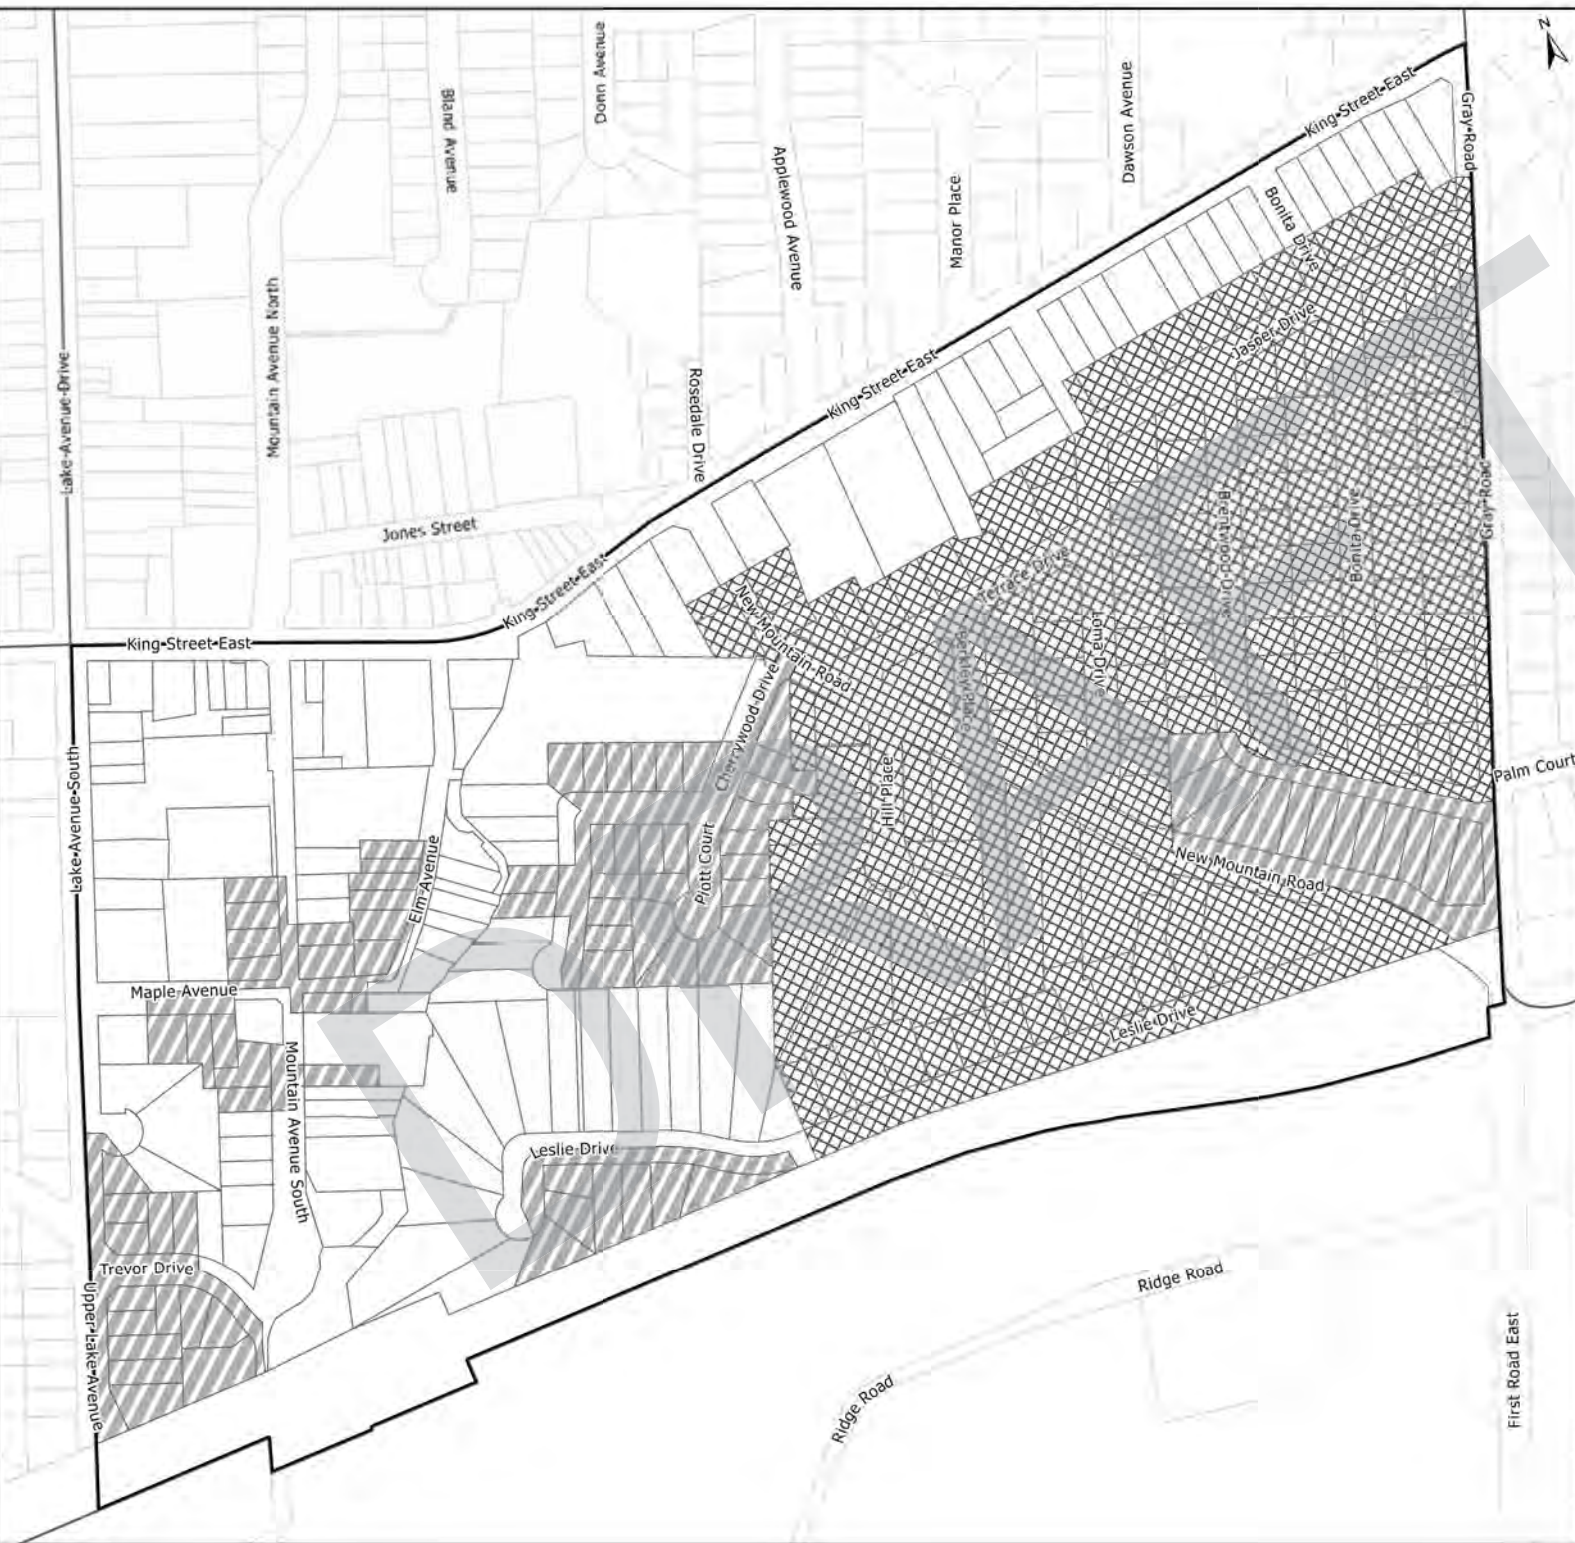 N
Donn Avenue
Bland Avenue
Dawson Avenue
King Street East
Gray Road
Applewood Avenue
Manor Place
Bonita Drive
Mountain Avenue North
Jasper Drive
Lake Avenue Drive
King Street East
Rosedale Drive
Jones Street
Brentwood Drive
Bonita Drive
Gray Road
King Street East
Terrace Drive
New Mountain Road
Loma Drive
King Street East
Berkley Place
Cherrywood Drive
Lake Avenue South
Hill Place
Palm Court
Elm Avenue
Plott Court
New Mountain Road
Maple Avenue
Leslie Drive
Mountain Avenue South
Leslie Drive
Trevor Drive
Upper Lake Avenue
Ridge Road
Ridge Road
First Road East